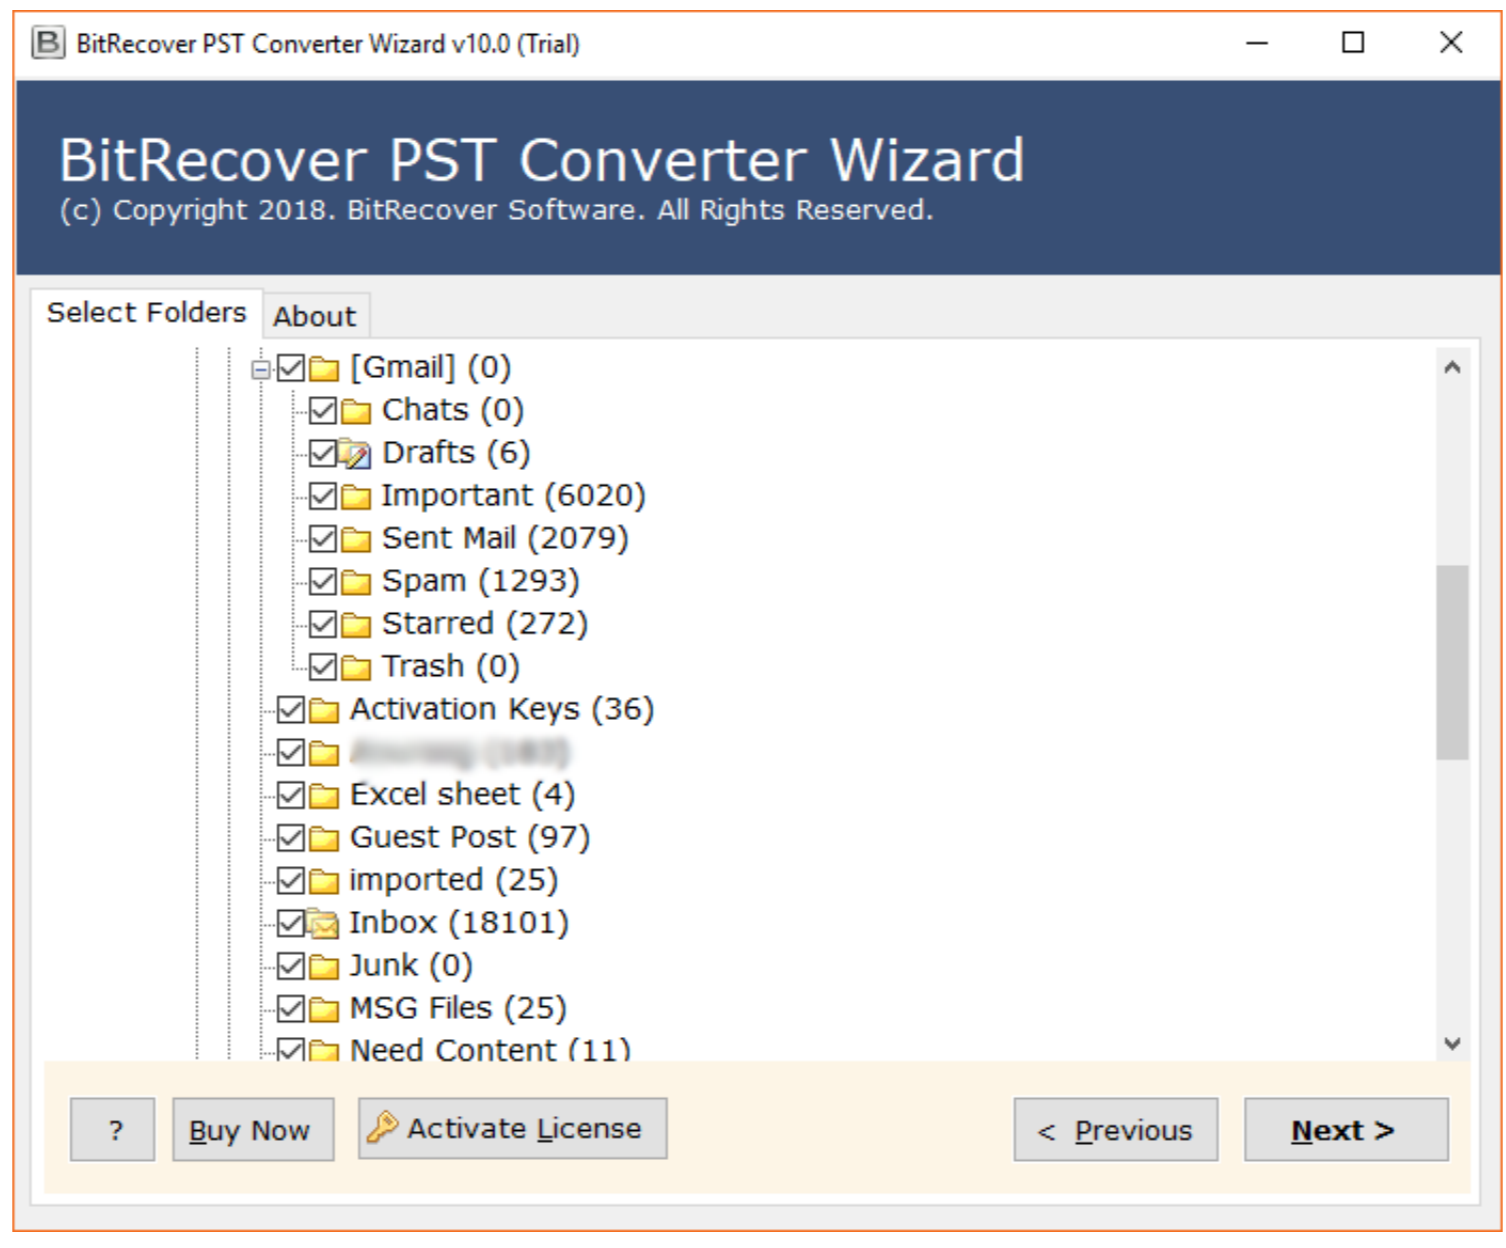 BitRecover PST Converter Wizard v10.0 (Trial)
BitRecover PST Converter Wizard
(c) Copyright 2018. BitRecover Software. All Rights Reserved.
Select Folders About
[Gmail] (0)
Chats (0)
Drafts (6)
Important (6020)
Sent Mail (2079)
Spam (1293)
Starred (272)
Trash (0)
Activation Keys (36)
Excel sheet (4)
Guest Post (97)
imported (25)
Inbox (18101)
Junk (0)
MSG Files (25)
Need Content (11)
? Buy Now Activate License < Previous Next >